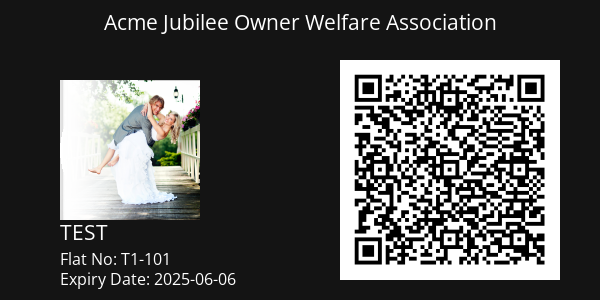 Acme Jubilee Owner Welfare Association
TEST
Flat No: T1-101
Expiry Date: 2025-06-06